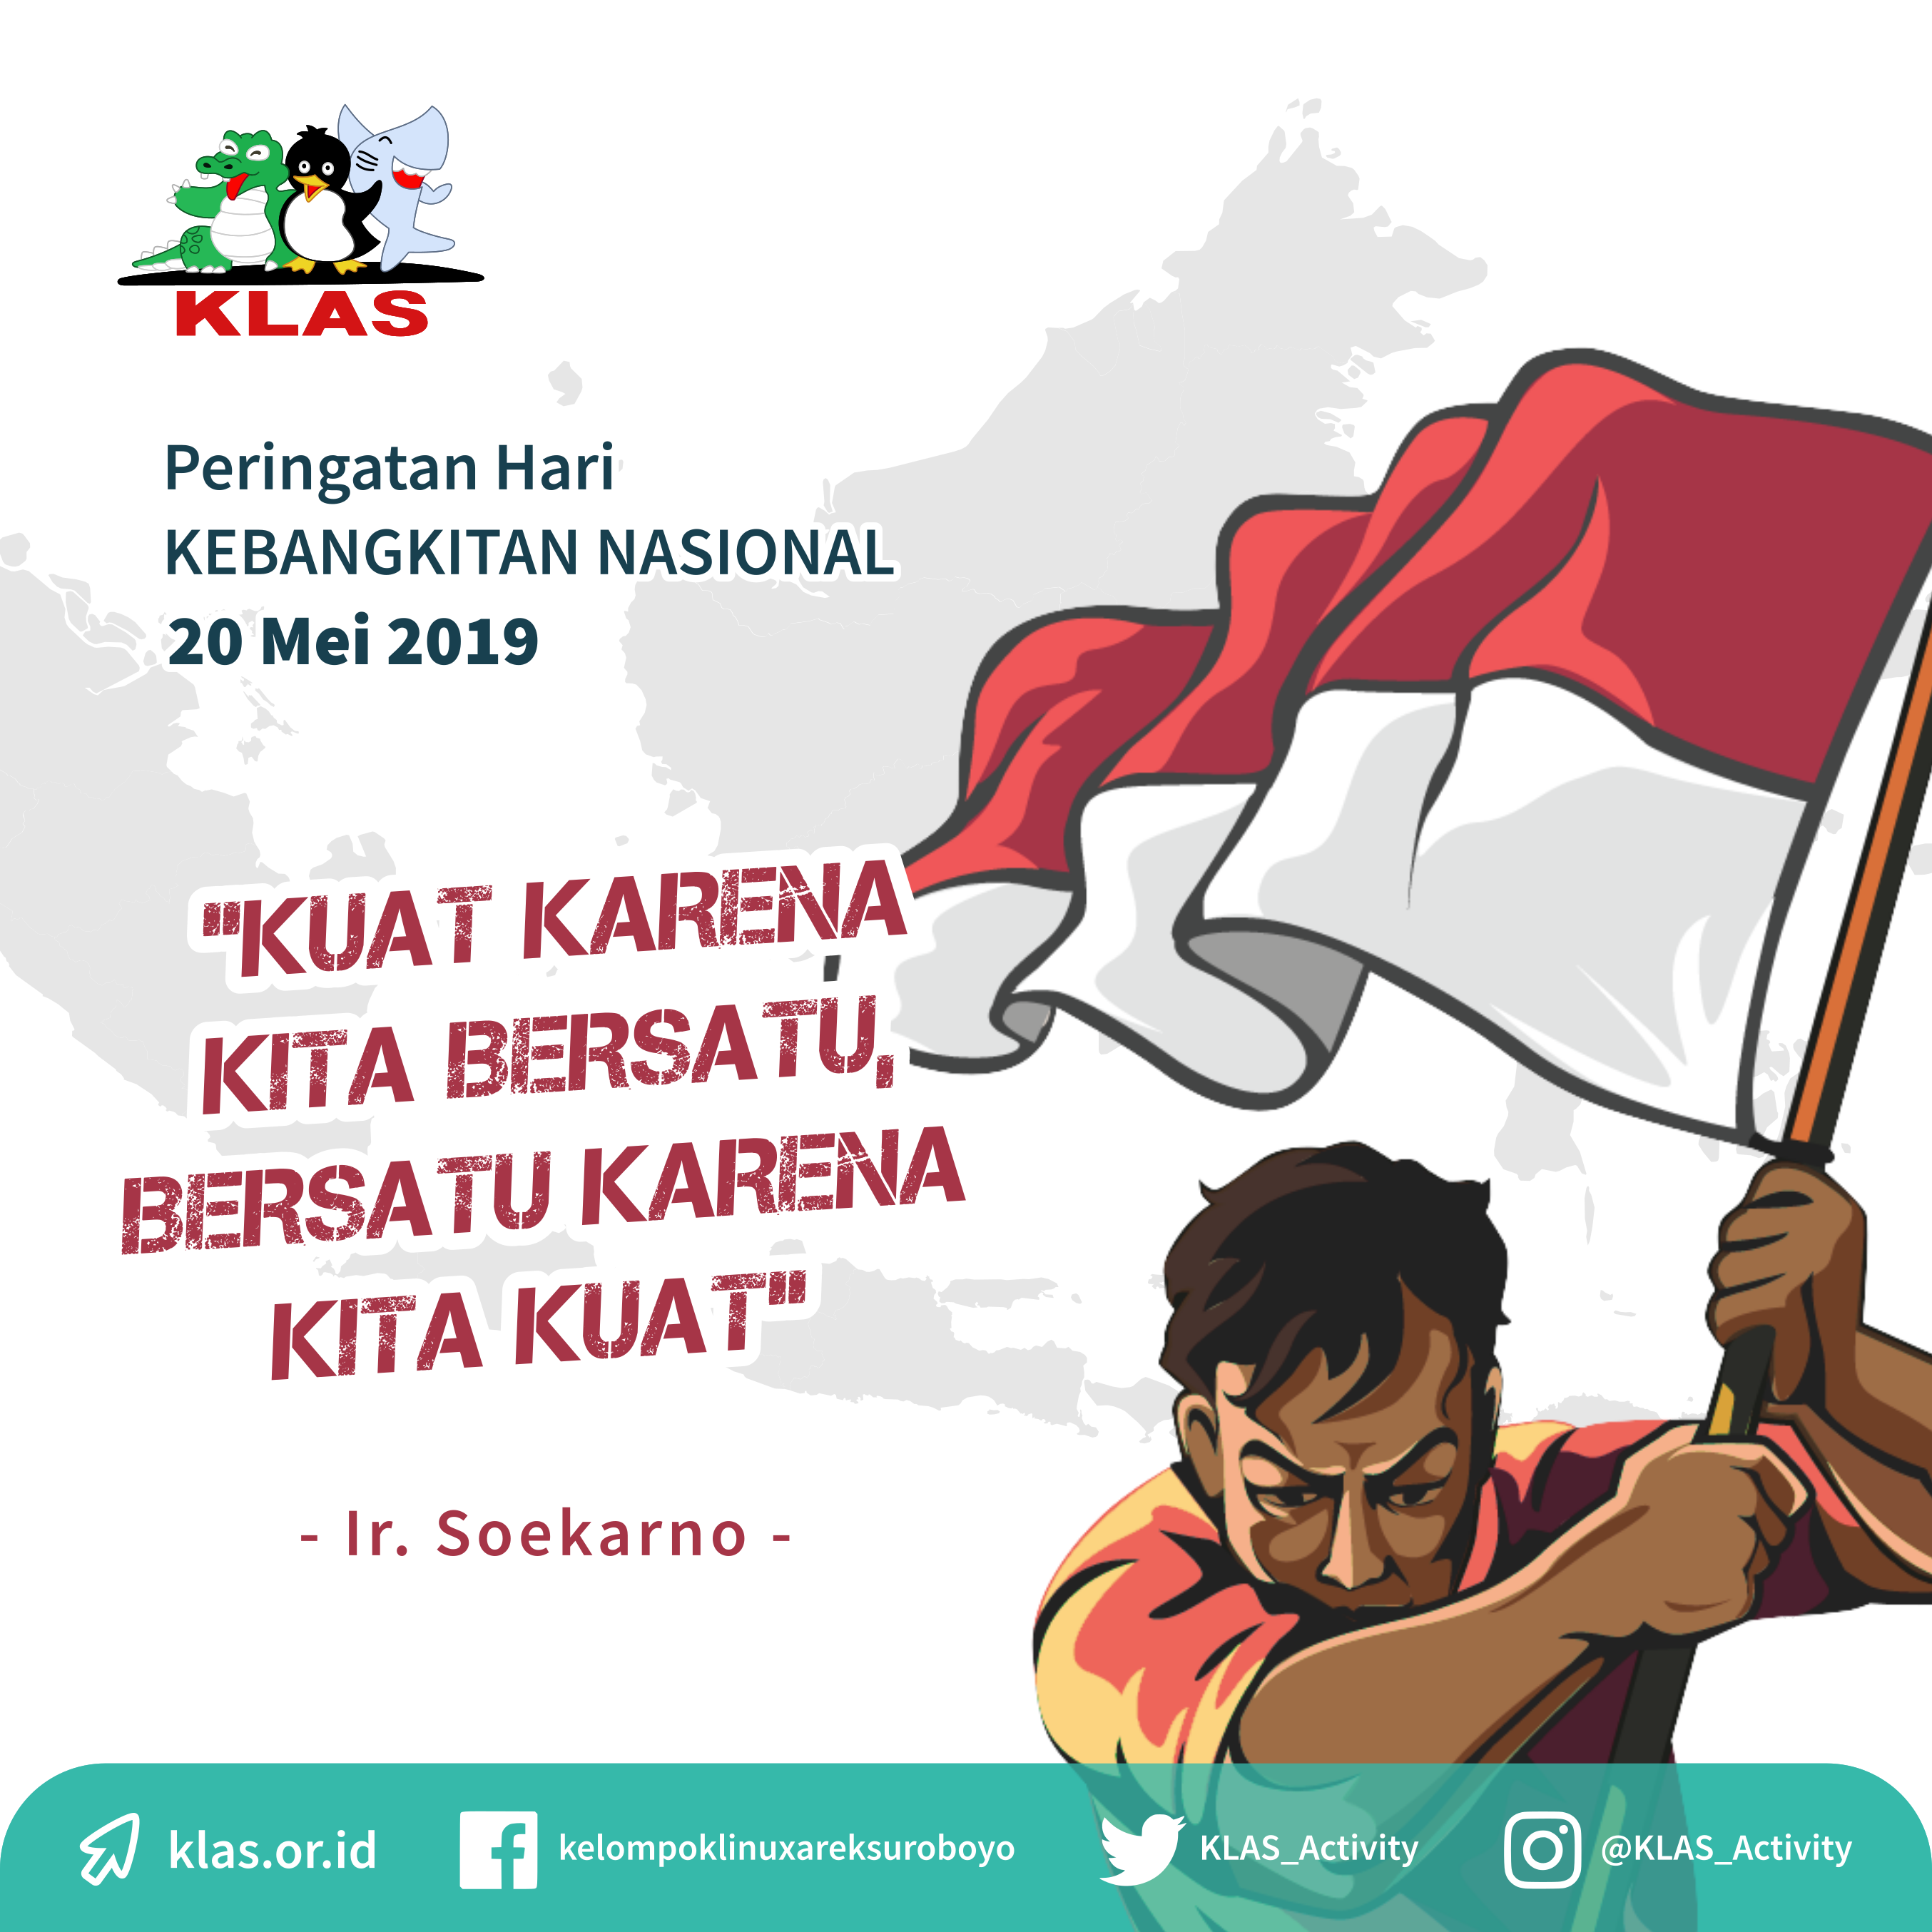 KLAS
Peringatan Hari
KEBANGKITAN NASIONAL
20 Mei 2019
"KUAT KARENA
KITA BERSATU,
BERSATU KARENA
KITA KUAT"
- Ir. Soekarno -
klas.or.id
kelompoklinuxareksuroboyo
KLAS_Activity
@KLAS_Activity